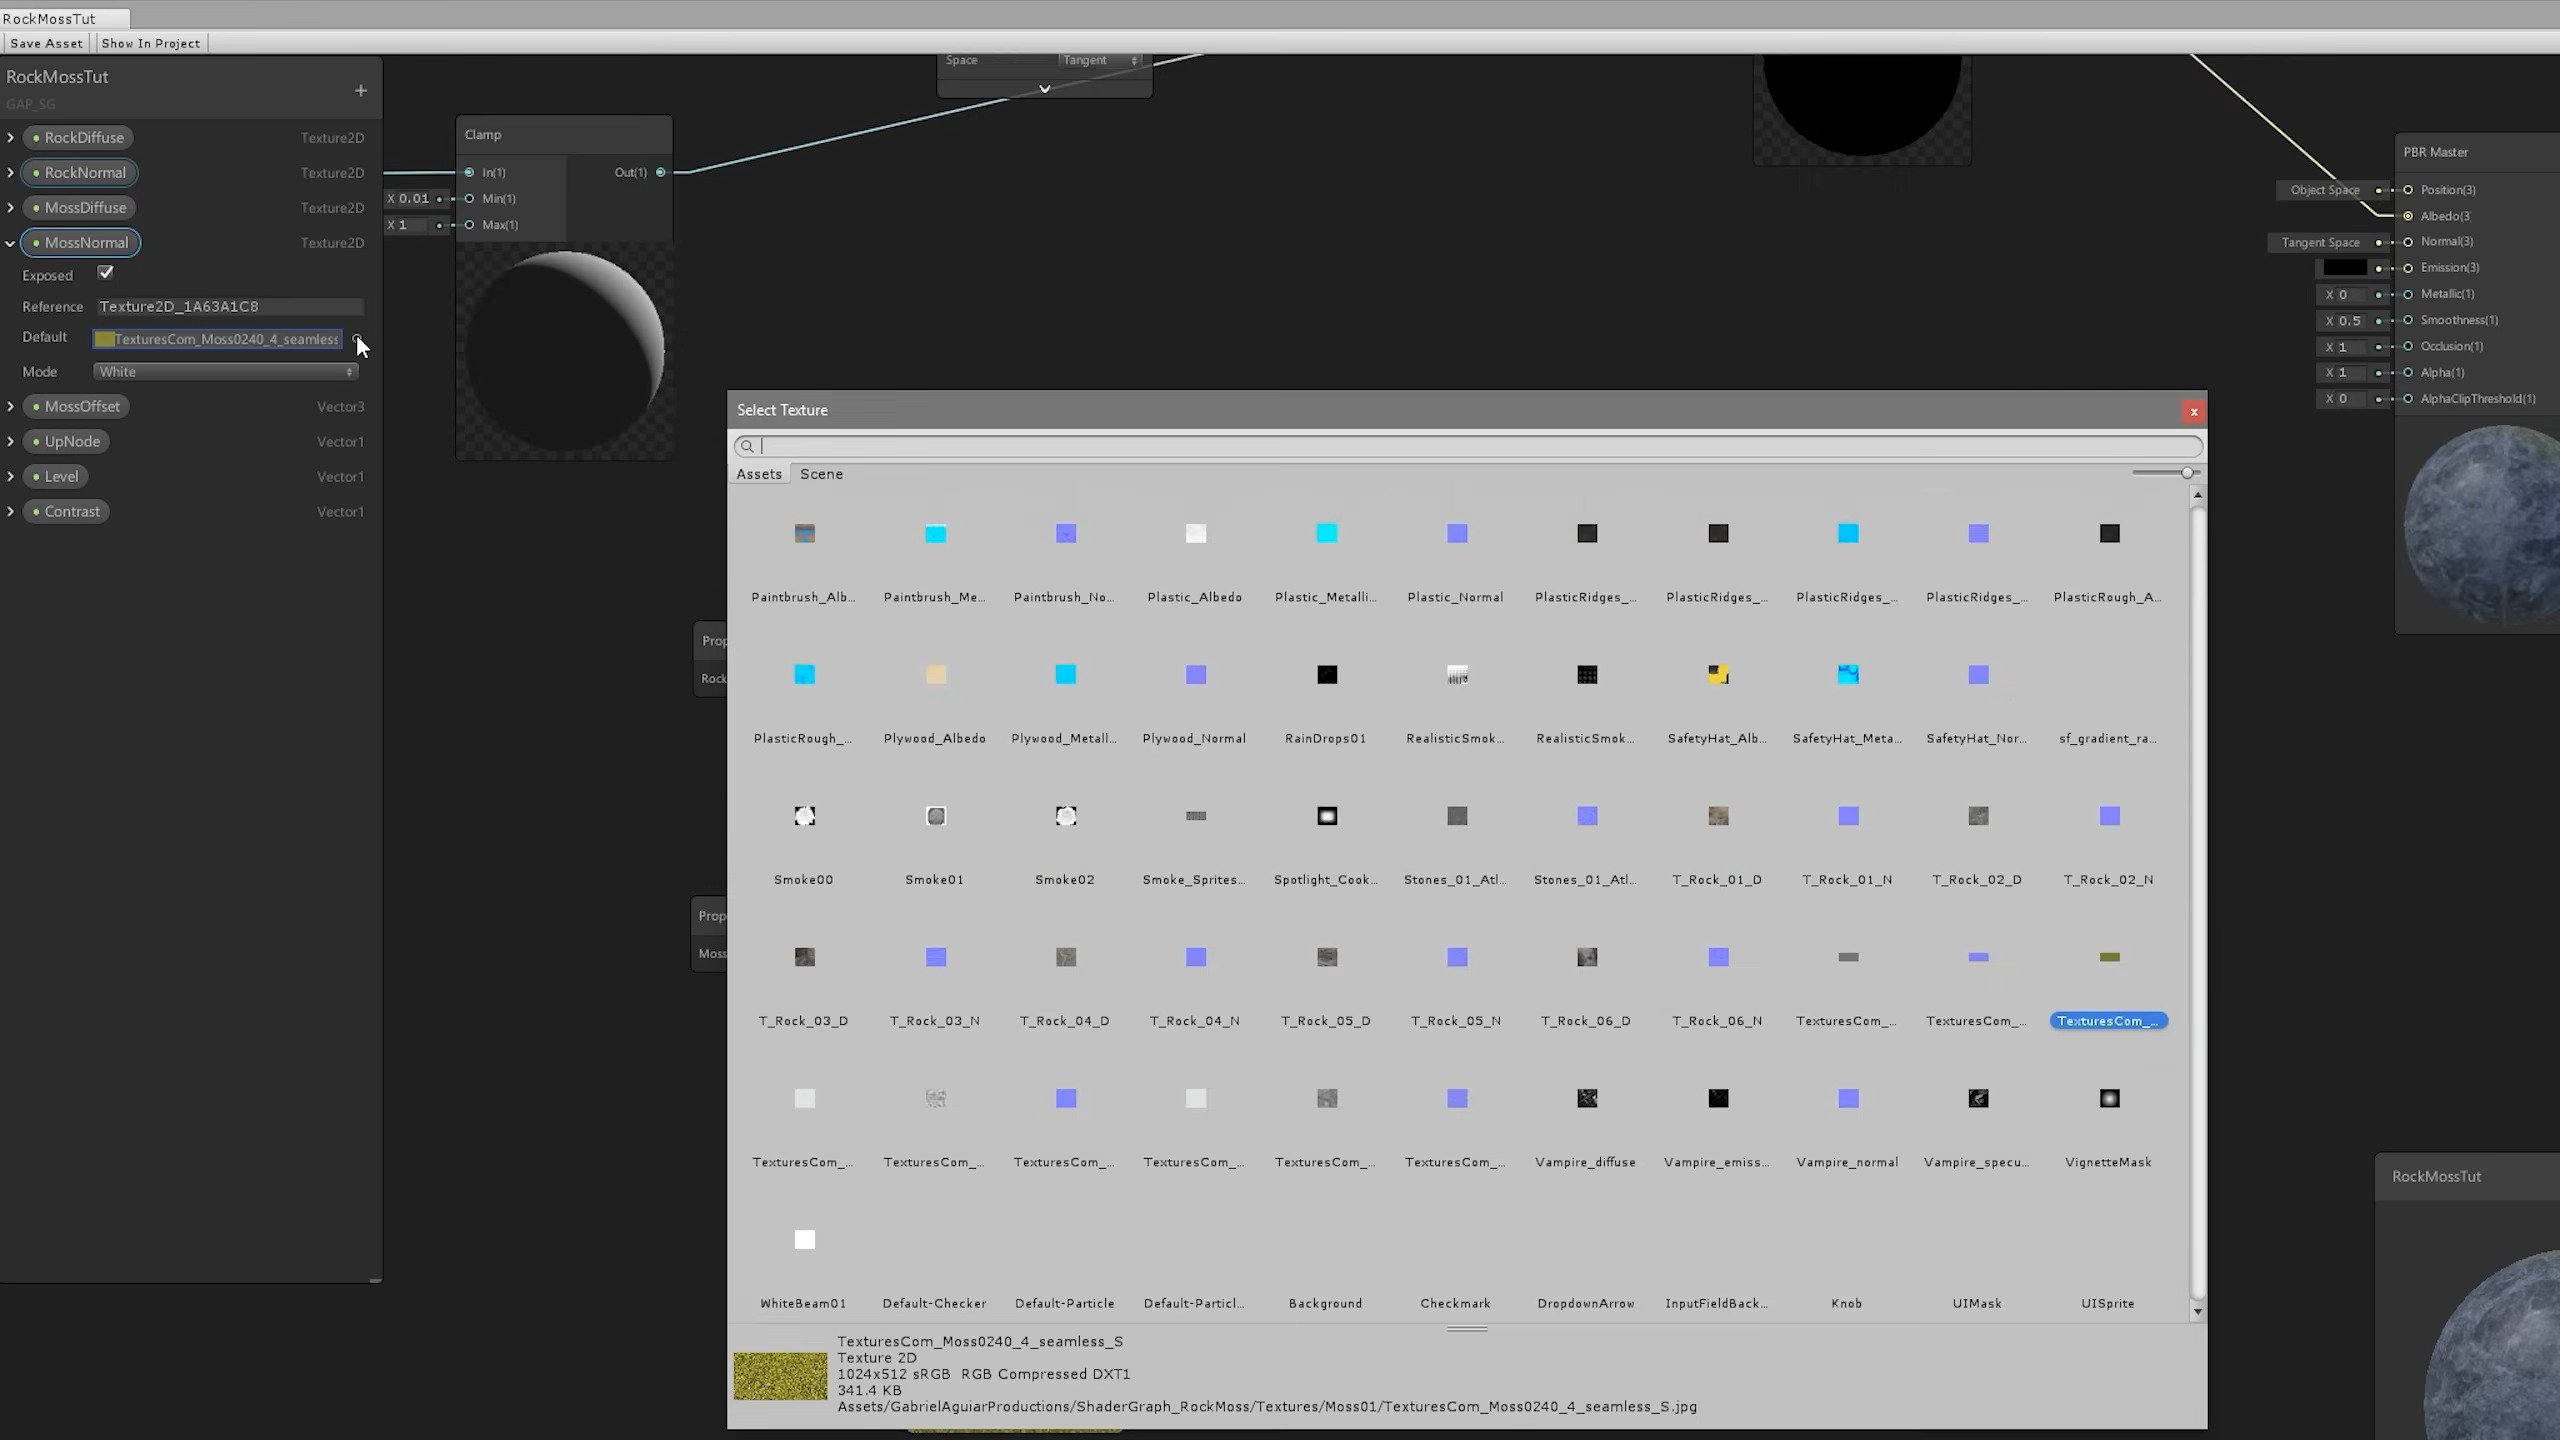 RockMossTut
Save Asset
Show In Project
RockMossTut
GAP_SG
RockDiffuse Texture2D
RockNormal Texture2D
MossDiffuse Texture2D
MossNormal Texture2D
Exposed
Reference Texture2D_1A63A1C8
Default TexturesCom_Moss0240_4_seamless
Mode White
MossOffset Vector3
UpNode Vector1
Level Vector1
Contrast Vector1
Space Tangent
Clamp
In(1) Out(1)
X 0.01 Min(1)
X 1 Max(1)
Prop
Rock
Prop
Moss
PBR Master
Object Space Position(3)
Albedo(3)
Tangent Space Normal(3)
Emission(3)
X 0 Metallic(1)
X 0.5 Smoothness(1)
X 1 Occlusion(1)
X 1 Alpha(1)
X 0 AlphaClipThreshold(1)
RockMossTut
Select Texture
x
Assets Scene
Paintbrush_Alb... Paintbrush_Me... Paintbrush_No... Plastic_Albedo Plastic_Metalli... Plastic_Normal PlasticRidges_... PlasticRidges_... PlasticRidges_... PlasticRidges_... PlasticRough_A...
PlasticRough_... Plywood_Albedo Plywood_Metall... Plywood_Normal RainDrops01 RealisticSmok... RealisticSmok... SafetyHat_Alb... SafetyHat_Meta... SafetyHat_Nor... sf_gradient_ra...
Smoke00 Smoke01 Smoke02 Smoke_Sprites... Spotlight_Cook... Stones_01_Atl... Stones_01_Atl... T_Rock_01_D T_Rock_01_N T_Rock_02_D T_Rock_02_N
T_Rock_03_D T_Rock_03_N T_Rock_04_D T_Rock_04_N T_Rock_05_D T_Rock_05_N T_Rock_06_D T_Rock_06_N TexturesCom_... TexturesCom_... TexturesCom_...
TexturesCom_... TexturesCom_... TexturesCom_... TexturesCom_... TexturesCom_... TexturesCom_... Vampire_diffuse Vampire_emiss... Vampire_normal Vampire_specu... VignetteMask
WhiteBeam01 Default-Checker Default-Particle Default-Particl... Background Checkmark DropdownArrow InputFieldBack... Knob UIMask UISprite
TexturesCom_Moss0240_4_seamless_S
Texture 2D
1024x512 sRGB RGB Compressed DXT1
341.4 KB
Assets/GabrielAguiarProductions/ShaderGraph_RockMoss/Textures/Moss01/TexturesCom_Moss0240_4_seamless_S.jpg